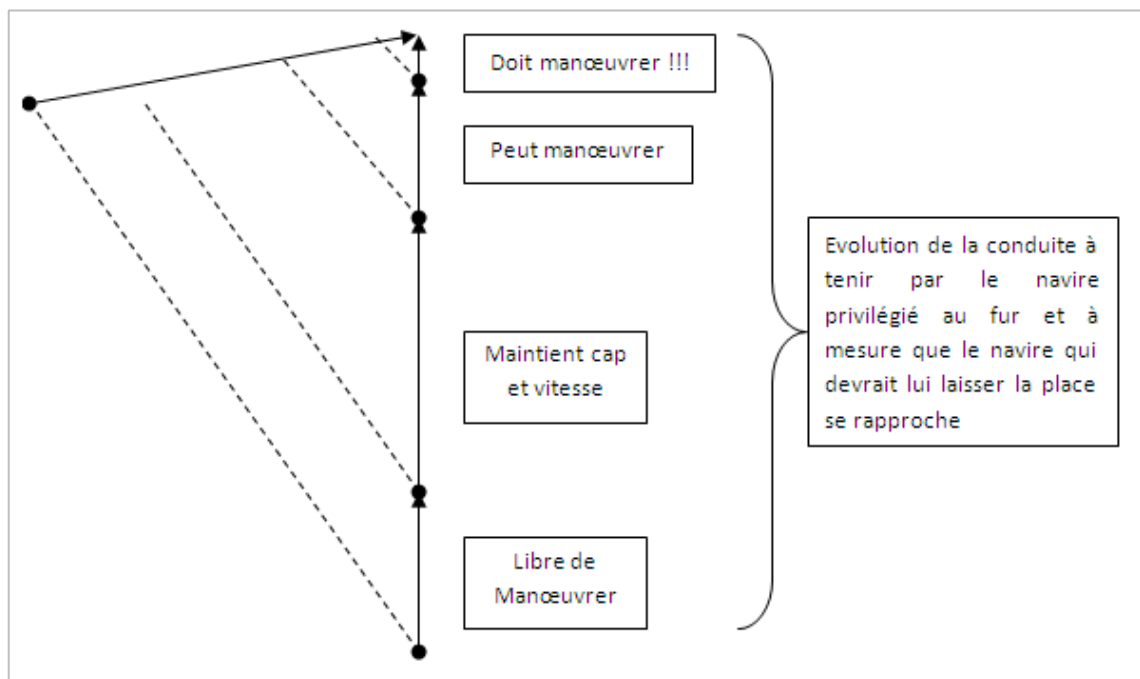 Doit manœuvrer !!!
Peut manœuvrer
Maintient cap
et vitesse
Libre de
Manœuvrer
Evolution de la conduite à
tenir par le navire
privilégié au fur et à
mesure que le navire qui
devrait lui laisser la place
se rapproche